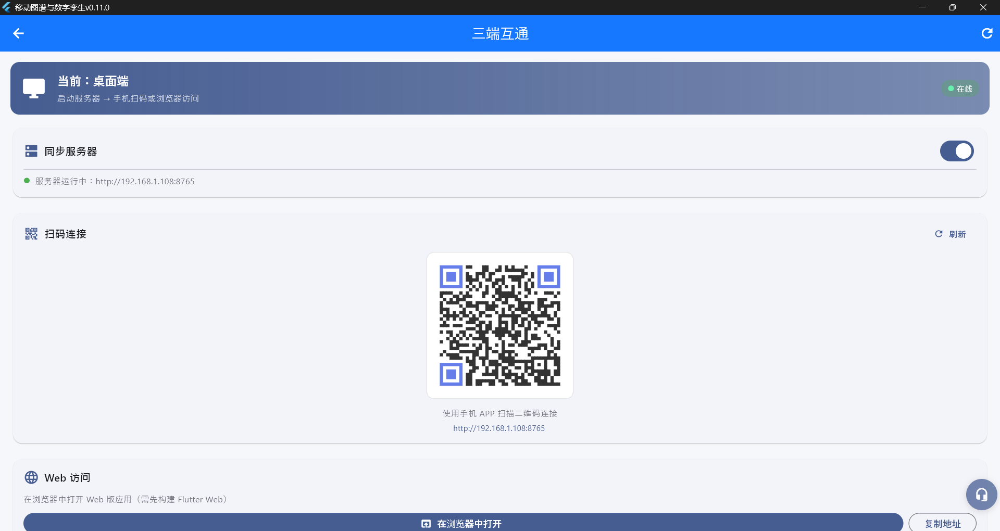 移动图谱与数字孪生v0.11.0
三端互通
当前：桌面端
启动服务器 → 手机扫码或浏览器访问
在线
同步服务器
服务器运行中：http://192.168.1.108:8765
扫码连接
刷新
使用手机 APP 扫描二维码连接
http://192.168.1.108:8765
Web 访问
在浏览器中打开 Web 版应用（需先构建 Flutter Web）
在浏览器中打开
复制地址